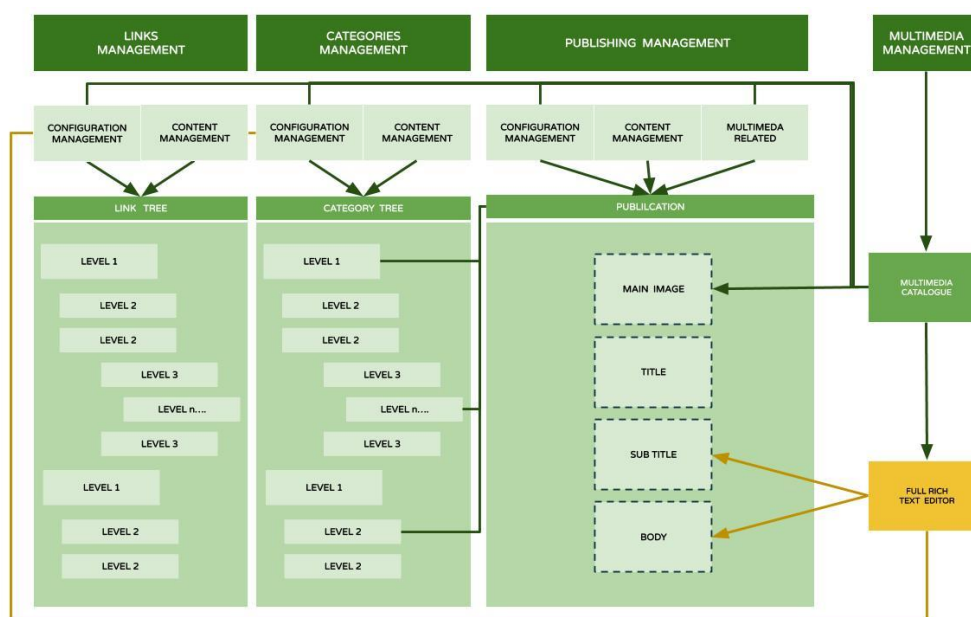 LINKS
MANAGEMENT
CATEGORIES
MANAGEMENT
PUBLISHING MANAGEMENT
MULTIMEDIA
MANAGEMENT
CONFIGURATION
MANAGEMENT
CONTENT
MANAGEMENT
CONFIGURATION
MANAGEMENT
CONTENT
MANAGEMENT
CONFIGURATION
MANAGEMENT
CONTENT
MANAGEMENT
MULTIMEDA
RELATED
LINK TREE
LEVEL 1
LEVEL 2
LEVEL 2
LEVEL 3
LEVEL n....
LEVEL 3
LEVEL 1
LEVEL 2
LEVEL 2
CATEGORY TREE
LEVEL 1
LEVEL 2
LEVEL 2
LEVEL 3
LEVEL n....
LEVEL 3
LEVEL 1
LEVEL 2
LEVEL 2
PUBLILCATION
MAIN IMAGE
TITLE
SUB TITLE
BODY
MULTIMEDIA
CATALOGUE
FULL RICH
TEXT EDITOR